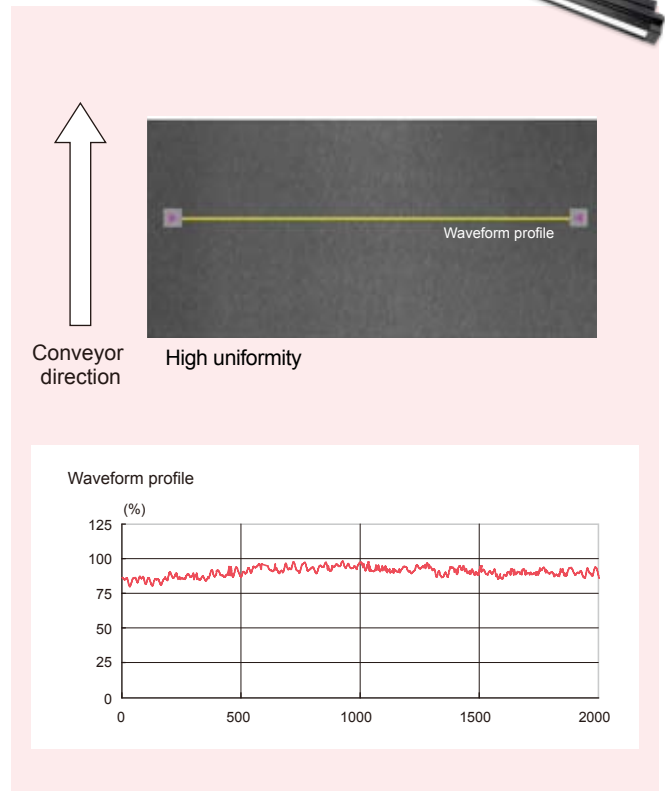 Waveform profile
Conveyor
direction
High uniformity
Waveform profile
(%)
125
100
75
50
25
0
0 500 1000 1500 2000